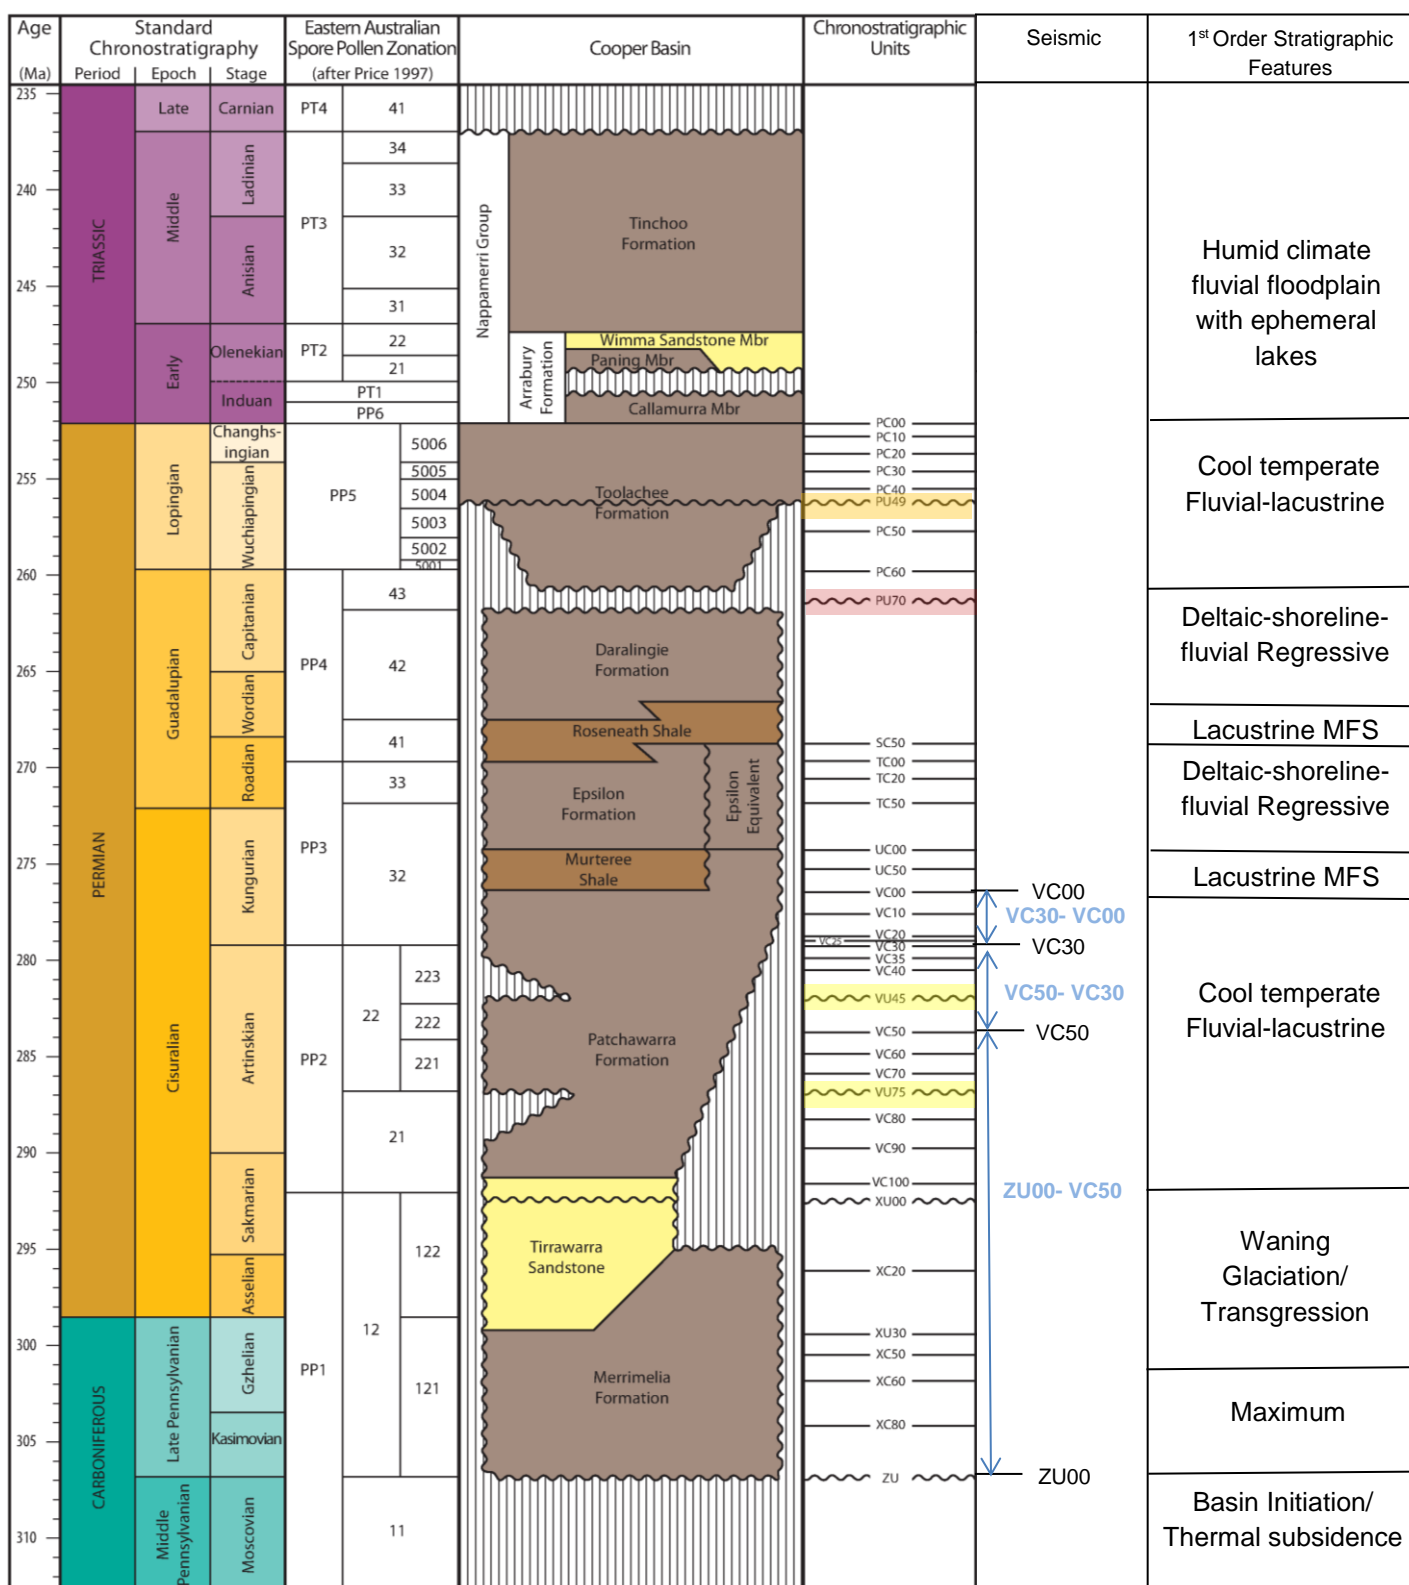 Age
(Ma)
Standard
Chronostratigraphy
Period
Epoch
Stage
Eastern Australian
Spore Pollen Zonation
(after Price 1997)
Cooper Basin
Chronostratigraphic
Units
Seismic
1st Order Stratigraphic
Features
235
240
245
250
255
260
265
270
275
280
285
290
295
300
305
310
TRIASSIC
PERMIAN
CARBONIFEROUS
Late
Middle
Early
Lopingian
Guadalupian
Cisuralian
Late Pennsylvanian
Middle
Pennsylvanian
Carnian
Ladinian
Anisian
Olenekian
Induan
Changhs-
ingian
Wuchiapingian
Capitanian
Wordian
Roadian
Kungurian
Artinskian
Sakmarian
Asselian
Gzhelian
Kasimovian
Moscovian
PT4
41
PT3
34
33
32
31
PT2
22
21
PT1
PP6
PP5
5006
5005
5004
5003
5002
5001
PP4
43
42
41
PP3
33
32
PP2
22
223
222
221
21
PP1
12
122
121
11
Nappamerri Group
Tinchoo
Formation
Arrabury
Formation
Wimma Sandstone Mbr
Paning Mbr
Callamurra Mbr
Toolachee
Formation
Daralingie
Formation
Roseneath Shale
Epsilon
Formation
Epsilon
Equivalent
Murteree
Shale
Patchawarra
Formation
Tirrawarra
Sandstone
Merrimelia
Formation
PC00
PC10
PC20
PC30
PC40
PU49
PC50
PC60
PU70
SC50
TC00
TC20
TC50
UC00
UC50
VC00
VC10
VC20
VC25
VC30
VC35
VC40
VU45
VC50
VC60
VC70
VU75
VC80
VC90
VC100
XU00
XC20
XU30
XC50
XC60
XC80
ZU
VC00
VC30- VC00
VC30
VC50- VC30
VC50
ZU00- VC50
ZU00
Humid climate
fluvial floodplain
with ephemeral
lakes
Cool temperate
Fluvial-lacustrine
Deltaic-shoreline-
fluvial Regressive
Lacustrine MFS
Deltaic-shoreline-
fluvial Regressive
Lacustrine MFS
Cool temperate
Fluvial-lacustrine
Waning
Glaciation/
Transgression
Maximum
Basin Initiation/
Thermal subsidence